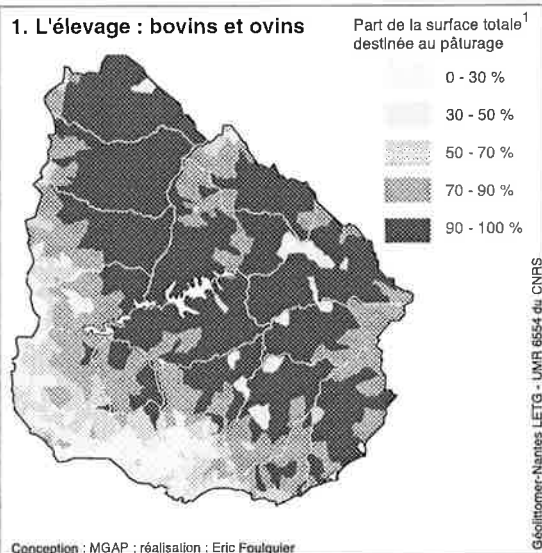 1. L'élevage : bovins et ovins
Part de la surface totale1
destinée au pâturage
0 - 30 %
30 - 50 %
50 - 70 %
70 - 90 %
90 - 100 %
Géolittomer-Nantes LETG - UMR 6554 du CNRS
Conception : MGAP ; réalisation : Eric Foulquier